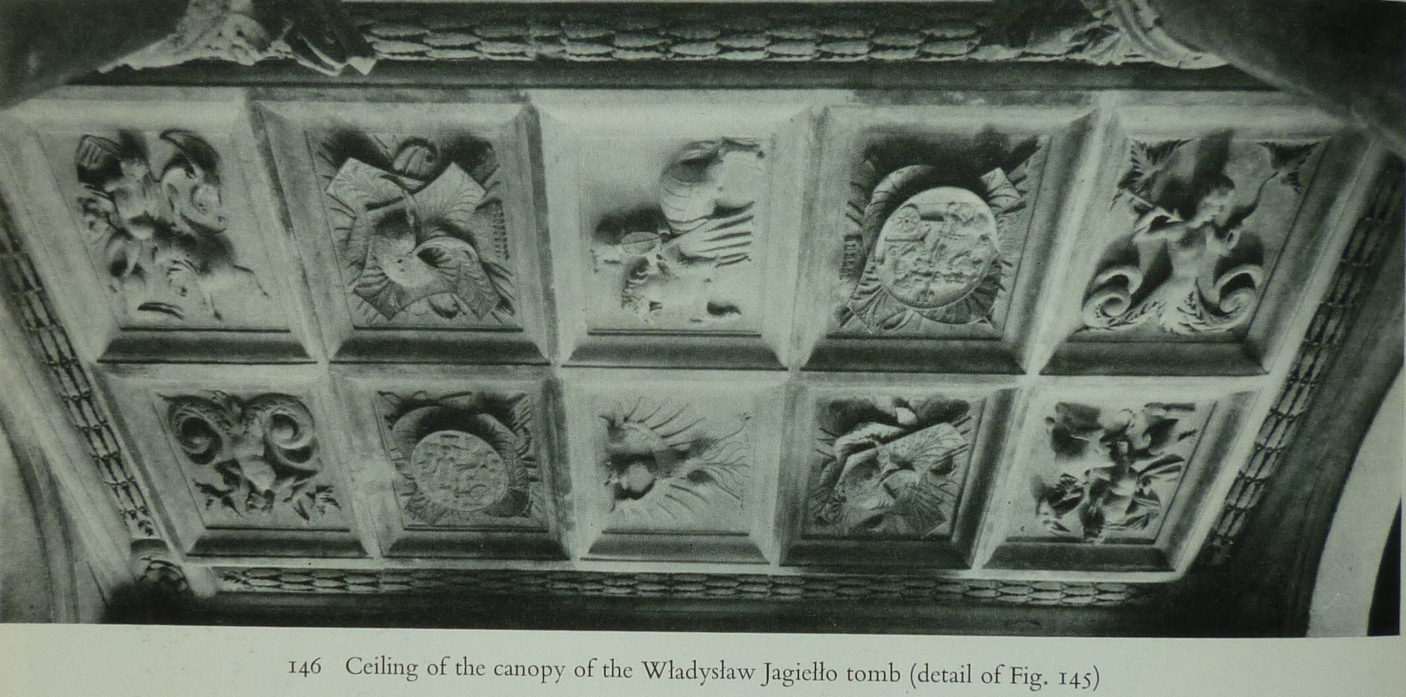 146 Ceiling of the canopy of the Władysław Jagiełło tomb (detail of Fig. 145)